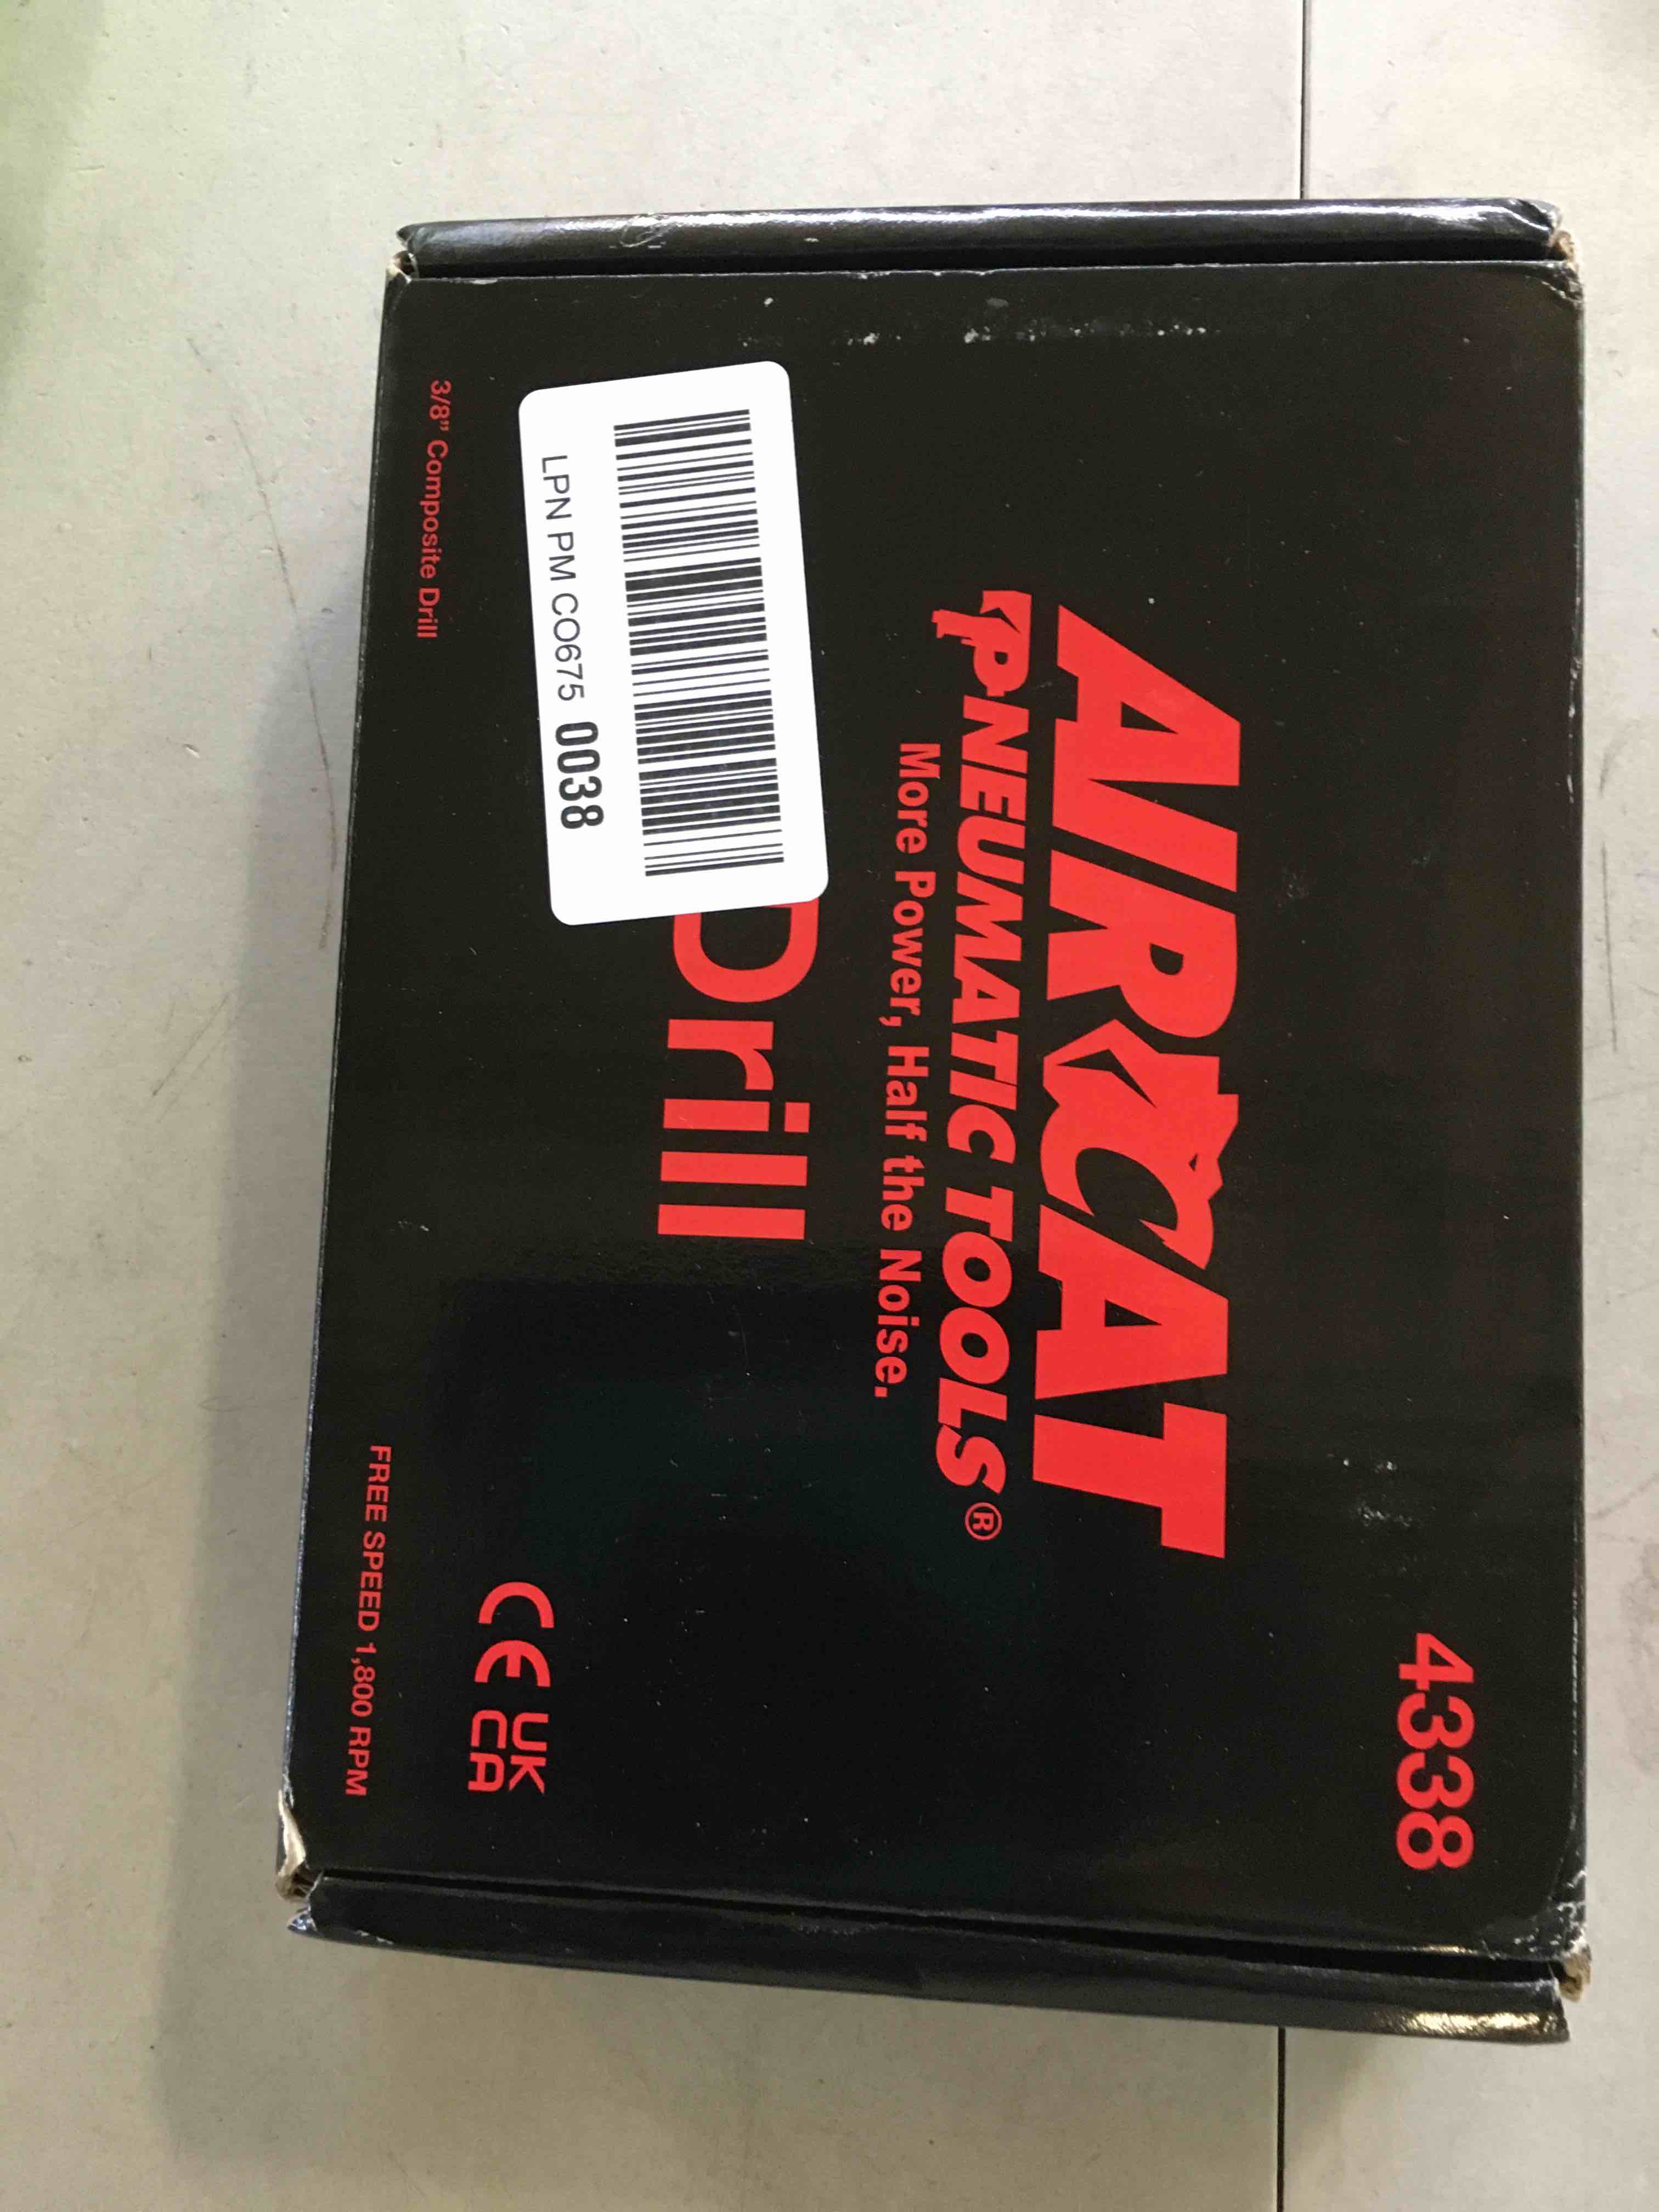 4338
AIRCAT
PNEUMATIC TOOLS®
More Power, Half the Noise.
Drill
LPN PM CO675 0038
3/8" Composite Drill
CE UK
CA
FREE SPEED 1,800 RPM